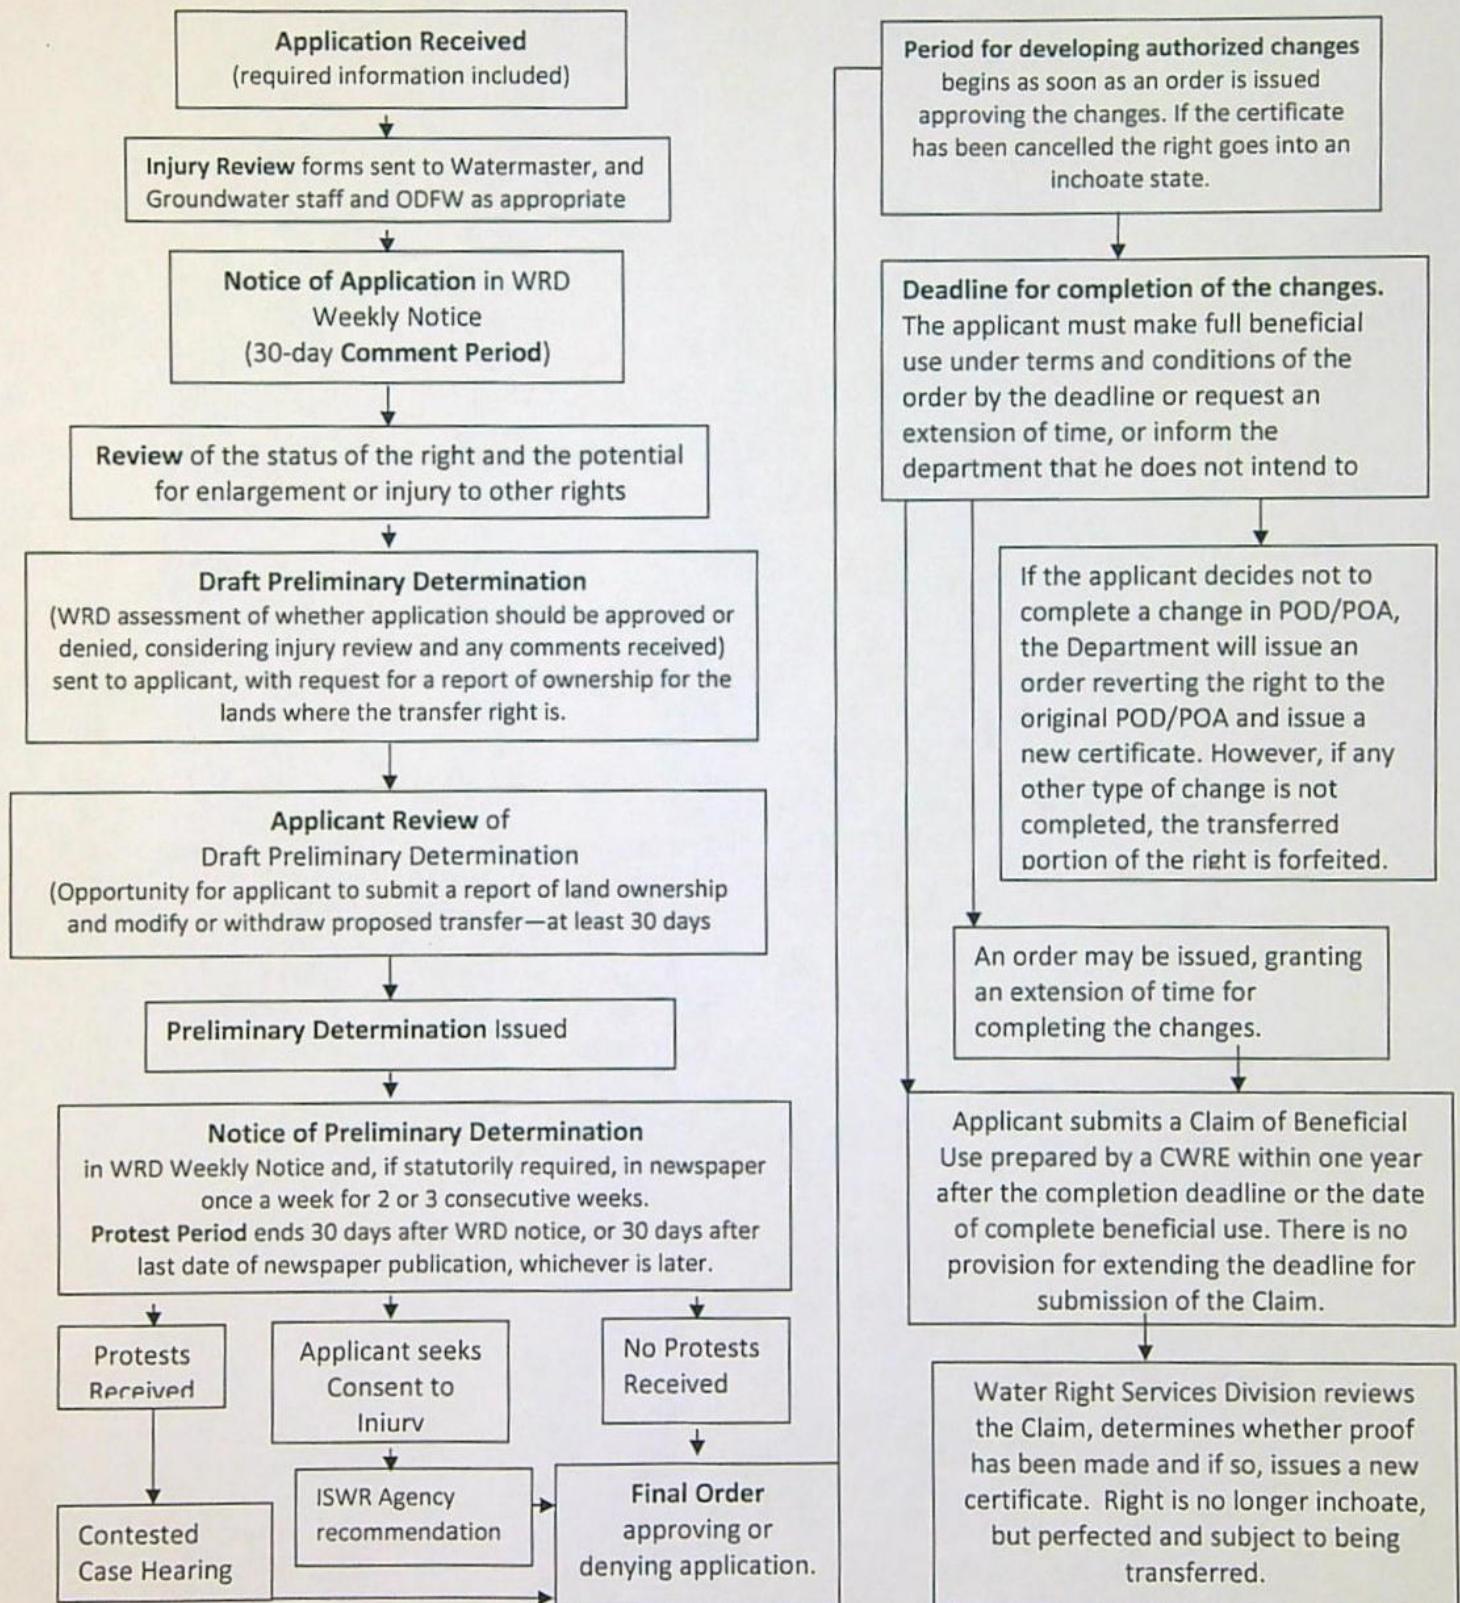 Application Received
(required information included)
Injury Review forms sent to Watermaster, and
Groundwater staff and ODFW as appropriate
Notice of Application in WRD
Weekly Notice
(30-day Comment Period)
Review of the status of the right and the potential
for enlargement or injury to other rights
Draft Preliminary Determination
(WRD assessment of whether application should be approved or
denied, considering injury review and any comments received)
sent to applicant, with request for a report of ownership for the
lands where the transfer right is.
Applicant Review of
Draft Preliminary Determination
(Opportunity for applicant to submit a report of land ownership
and modify or withdraw proposed transfer—at least 30 days
Preliminary Determination Issued
Notice of Preliminary Determination
in WRD Weekly Notice and, if statutorily required, in newspaper
once a week for 2 or 3 consecutive weeks.
Protest Period ends 30 days after WRD notice, or 30 days after
last date of newspaper publication, whichever is later.
Protests
Received
Applicant seeks
Consent to
Injury
No Protests
Received
Contested
Case Hearing
ISWR Agency
recommendation
Final Order
approving or
denying application.
Period for developing authorized changes
begins as soon as an order is issued
approving the changes. If the certificate
has been cancelled the right goes into an
inchoate state.
Deadline for completion of the changes.
The applicant must make full beneficial
use under terms and conditions of the
order by the deadline or request an
extension of time, or inform the
department that he does not intend to
If the applicant decides not to
complete a change in POD/POA,
the Department will issue an
order reverting the right to the
original POD/POA and issue a
new certificate. However, if any
other type of change is not
completed, the transferred
portion of the right is forfeited.
An order may be issued, granting
an extension of time for
completing the changes.
Applicant submits a Claim of Beneficial
Use prepared by a CWRE within one year
after the completion deadline or the date
of complete beneficial use. There is no
provision for extending the deadline for
submission of the Claim.
Water Right Services Division reviews
the Claim, determines whether proof
has been made and if so, issues a new
certificate. Right is no longer inchoate,
but perfected and subject to being
transferred.